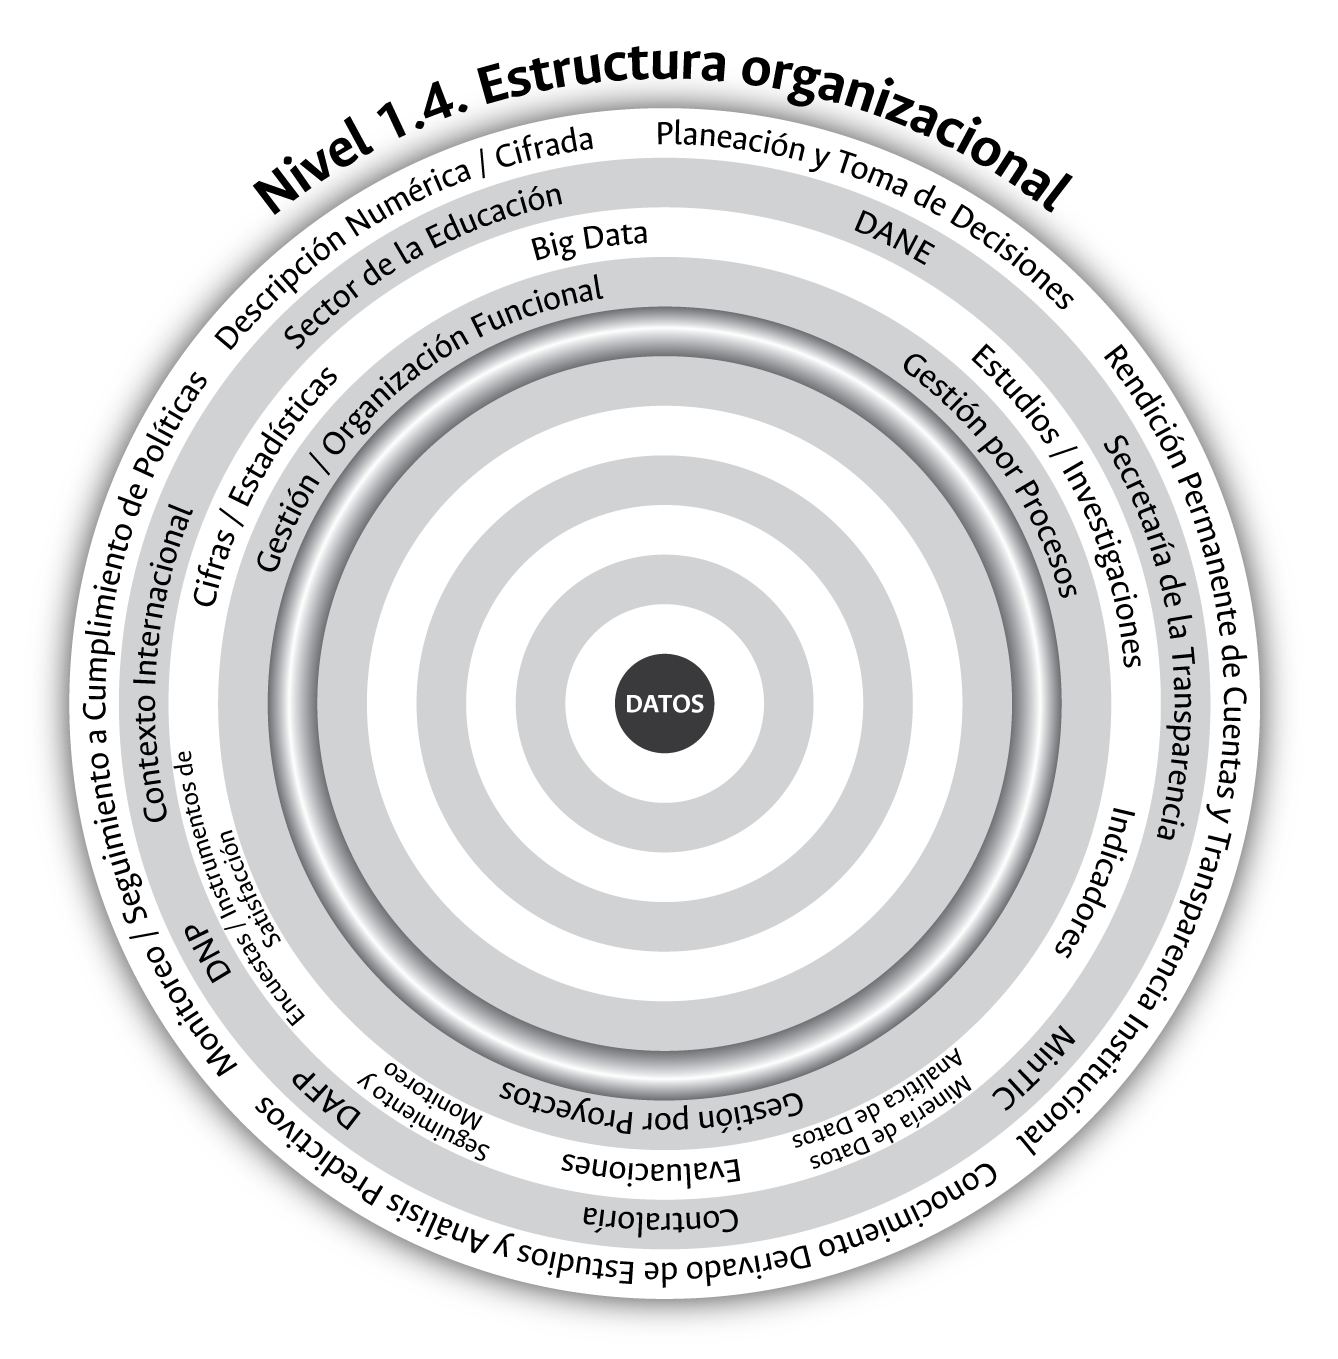 Nivel 1.4. Estructura organizacional
Descripción Numérica / Cifrada
Planeación y Toma de Decisiones
Rendición Permanente de Cuentas y Transparencia Institucional
Conocimiento Derivado de Estudios y Análisis Predictivos
Monitoreo / Seguimiento a Cumplimiento de Políticas
Sector de la Educación
DANE
Secretaría de la Transparencia
MinTIC
Contraloría
DAFP
DNP
Contexto Internacional
Big Data
Estudios / Investigaciones
Indicadores
Minería de Datos
Analítica de Datos
Evaluaciones
Seguimiento y
Monitoreo
Encuestas / Instrumentos de
Satisfacción
Cifras / Estadísticas
Gestión / Organización Funcional
Gestión por Procesos
Gestión por Proyectos
DATOS